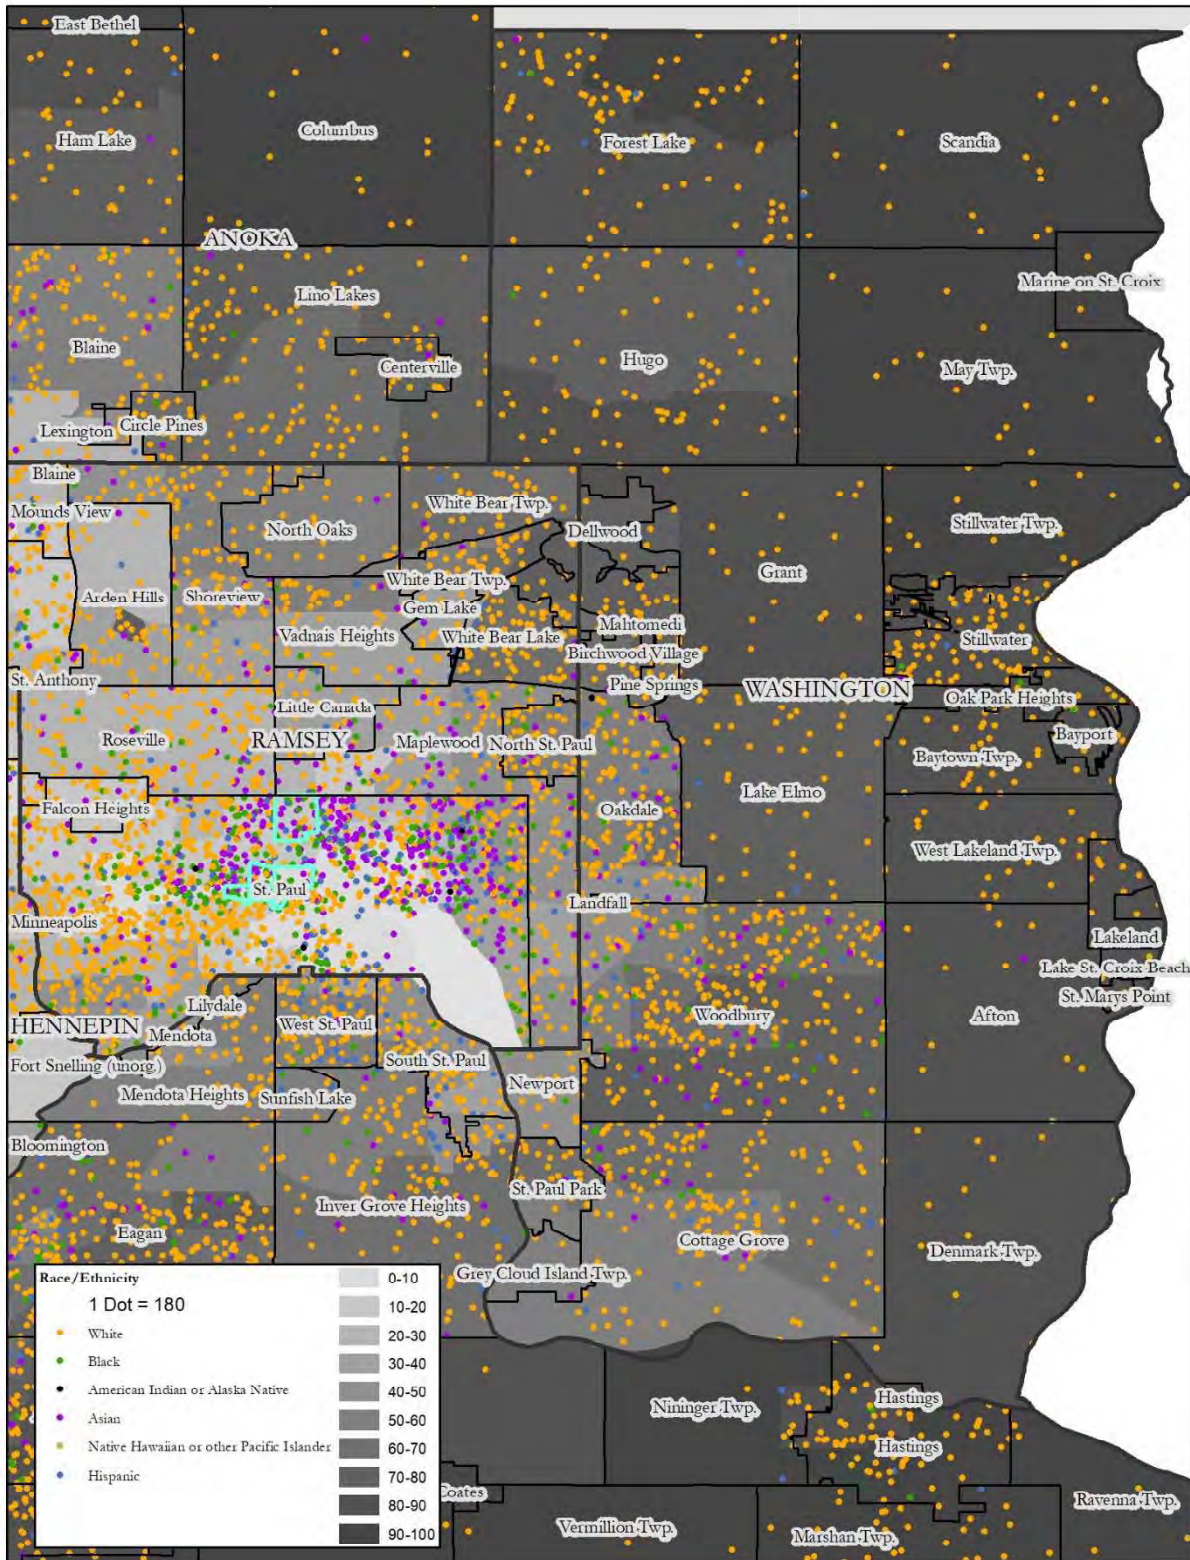 East Bethel
Ham Lake
Columbus
Forest Lake
Scandia
ANOKA
Marine on St. Croix
Lino Lakes
Blaine
Centerville
Hugo
May Twp.
Lexington
Circle Pines
Blaine
Mounds View
North Oaks
White Bear Twp.
Dellwood
Stillwater Twp.
Grant
White Bear Twp.
Arden Hills
Shoreview
Gem Lake
Vadnais Heights
White Bear Lake
Mahtomedi
Stillwater
Birchwood Village
St. Anthony
Pine Springs
WASHINGTON
Oak Park Heights
Little Canada
Roseville
RAMSEY
Maplewood
North St. Paul
Bayport
Baytown Twp.
Falcon Heights
Oakdale
Lake Elmo
West Lakeland Twp.
St. Paul
Landfall
Minneapolis
Lakeland
Lake St. Croix Beach
St. Marys Point
Lilydale
HENNEPIN
Mendota
West St. Paul
Woodbury
Afton
Fort Snelling (unorg.)
South St. Paul
Mendota Heights
Sunfish Lake
Newport
Bloomington
St. Paul Park
Inver Grove Heights
Eagan
Cottage Grove
Denmark Twp.
Grey Cloud Island Twp.
Race/Ethnicity
1 Dot = 180
White
Black
American Indian or Alaska Native
Asian
Native Hawaiian or other Pacific Islander
Hispanic
0-10
10-20
20-30
30-40
40-50
50-60
60-70
70-80
80-90
90-100
Nininger Twp.
Hastings
Hastings
Coates
Ravenna Twp.
Vermillion Twp.
Marshan Twp.